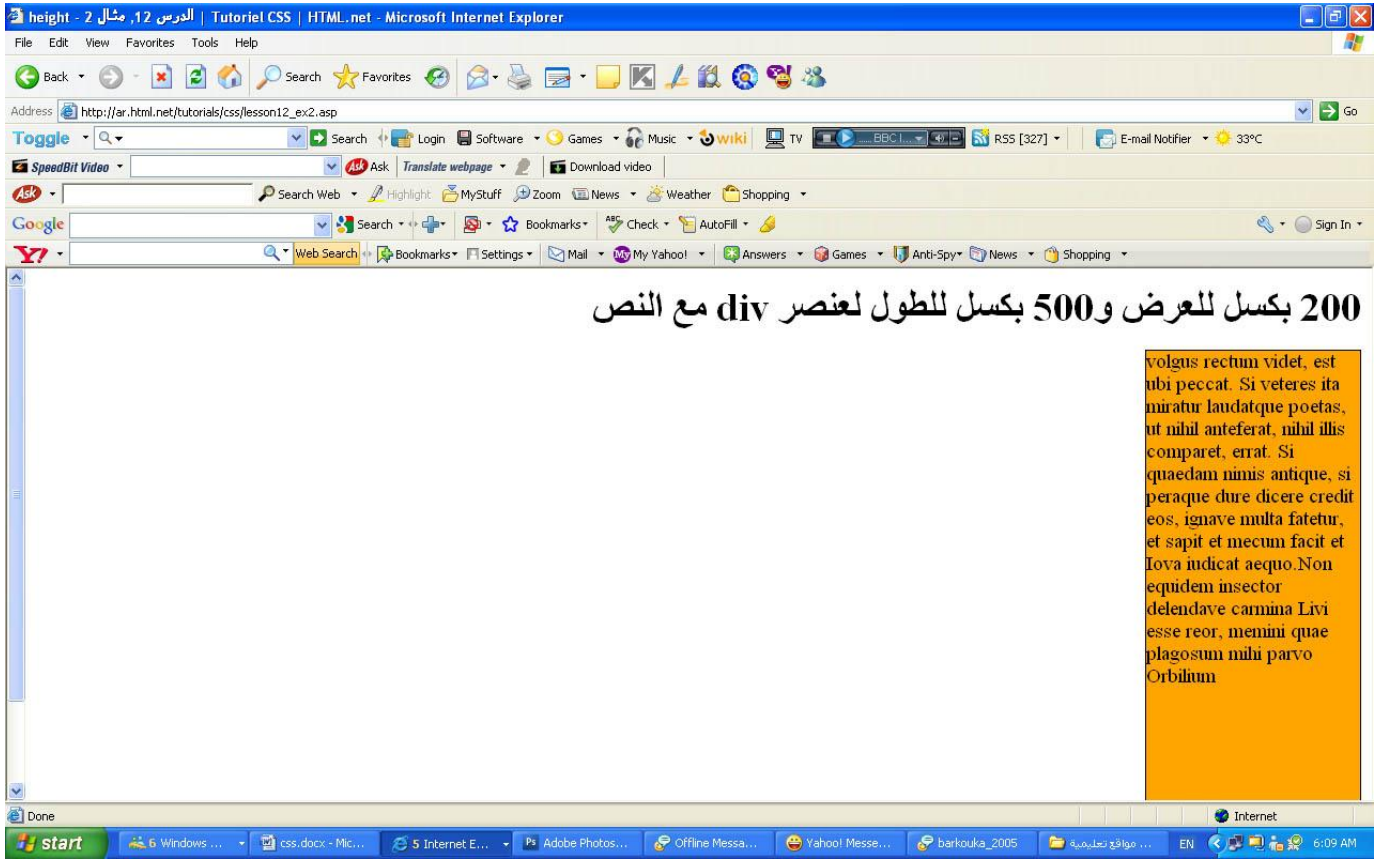 الدرس 12, مثال 2 - height | Tutoriel CSS | HTML.net - Microsoft Internet Explorer
File Edit View Favorites Tools Help
Back Search Favorites
Address http://ar.html.net/tutorials/css/lesson12_ex2.asp Go
Toggle Search Login Software Games Music wiki TV .... BBC I... RSS [327] E-mail Notifier 33°C
SpeedBit Video Ask Translate webpage Download video
Ask Search Web Highlight MyStuff Zoom News Weather Shopping
Google Search Bookmarks Check AutoFill Sign In
Y! Web Search Bookmarks Settings Mail My Yahoo! Answers Games Anti-Spy News Shopping
200 بكسل للعرض و500 بكسل للطول لعنصر div مع النص
volgus rectum videt, est
ubi peccat. Si veteres ita
miratur laudatque poetas,
ut nihil anteferat, nihil illis
comparet, errat. Si
quaedam nimis antique, si
peraque dure dicere credit
eos, ignave multa fatetur,
et sapit et mecum facit et
Iova iudicat aequo.Non
equidem insector
delendave carmina Livi
esse reor, memini quae
plagosum mihi parvo
Orbilium
Done Internet
start 6 Windows ... css.docx - Mic... 5 Internet E... Adobe Photos... Offline Messa... Yahoo! Messe... barkouka_2005 مواقع تعليمية ... EN 6:09 AM